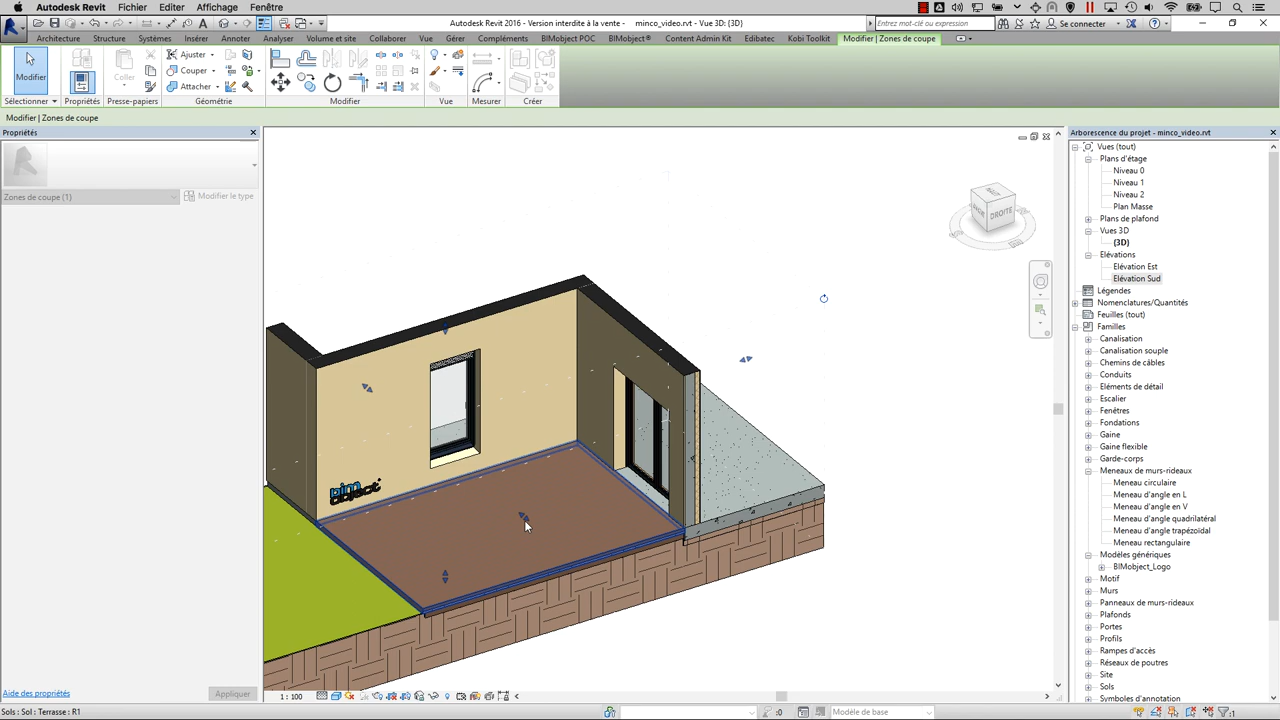 Autodesk Revit Fichier Editer Affichage Fenêtre
Autodesk Revit 2016 - Version interdite à la vente - minco_video.rvt - Vue 3D: {3D}
Entrez mot-clé ou expression
Se connecter
Architecture Structure Systèmes Insérer Annoter Analyser Volume et site Collaborer Vue Gérer Compléments BIMobject POC BIMobject® Content Admin Kit Edibatec Kobi Toolkit Modifier | Zones de coupe
Modifier
Coller
Ajuster
Couper
Attacher
Sélectionner Propriétés Presse-papiers Géométrie Modifier Vue Mesurer Créer
Modifier | Zones de coupe
Propriétés
Zones de coupe (1)
Modifier le type
Aide des propriétés
Appliquer
DROITE
bim
object
1 : 100
Arborescence du projet - minco_video.rvt
Vues (tout)
Plans d'étage
Niveau 0
Niveau 1
Niveau 2
Plan Masse
Plans de plafond
Vues 3D
{3D}
Elévations
Elévation Est
Elévation Sud
Légendes
Nomenclatures/Quantités
Feuilles (tout)
Familles
Canalisation
Canalisation souple
Chemins de câbles
Conduits
Eléments de détail
Escalier
Fenêtres
Fondations
Gaine
Gaine flexible
Garde-corps
Meneaux de murs-rideaux
Meneau circulaire
Meneau d'angle en L
Meneau d'angle en V
Meneau d'angle quadrilatéral
Meneau d'angle trapézoïdal
Meneau rectangulaire
Modèles génériques
BIMobject_Logo
Motif
Murs
Panneaux de murs-rideaux
Plafonds
Portes
Profils
Rampes d'accès
Réseaux de poutres
Site
Sols
Symboles d'annotation
Sols : Sol : Terrasse : R1
:0
Modèle de base
:1